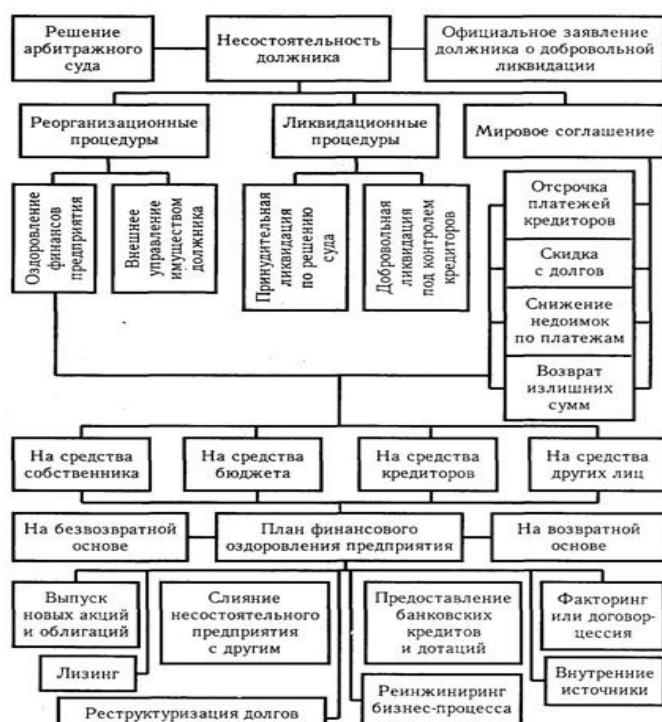 Решение
арбитражного
суда
Несостоятельность
должника
Официальное заявление
должника о добровольной
ликвидации
Реорганизационные
процедуры
Ликвидационные
процедуры
Мировое соглашение
Оздоровление
финансов
предприятия
Внешнее
управление
имуществом
должника
Принудительная
ликвидация
по решению
суда
Добровольная
ликвидация
под контролем
кредиторов
Отсрочка
платежей
кредиторов
Скидка
с долгов
Снижение
недоимок
по платежам
Возврат
излишних
сумм
На средства
собственника
На средства
бюджета
На средства
кредиторов
На средства
других лиц
На безвозвратной
основе
План финансового
оздоровления предприятия
На возвратной
основе
Выпуск
новых акций
и облигаций
Слияние
несостоятельного
предприятия
с другим
Предоставление
банковских
кредитов
и дотаций
Факторинг
или договор-
цессия
Лизинг
Реинжиниринг
бизнес-процесса
Внутренние
источники
Реструктуризация долгов